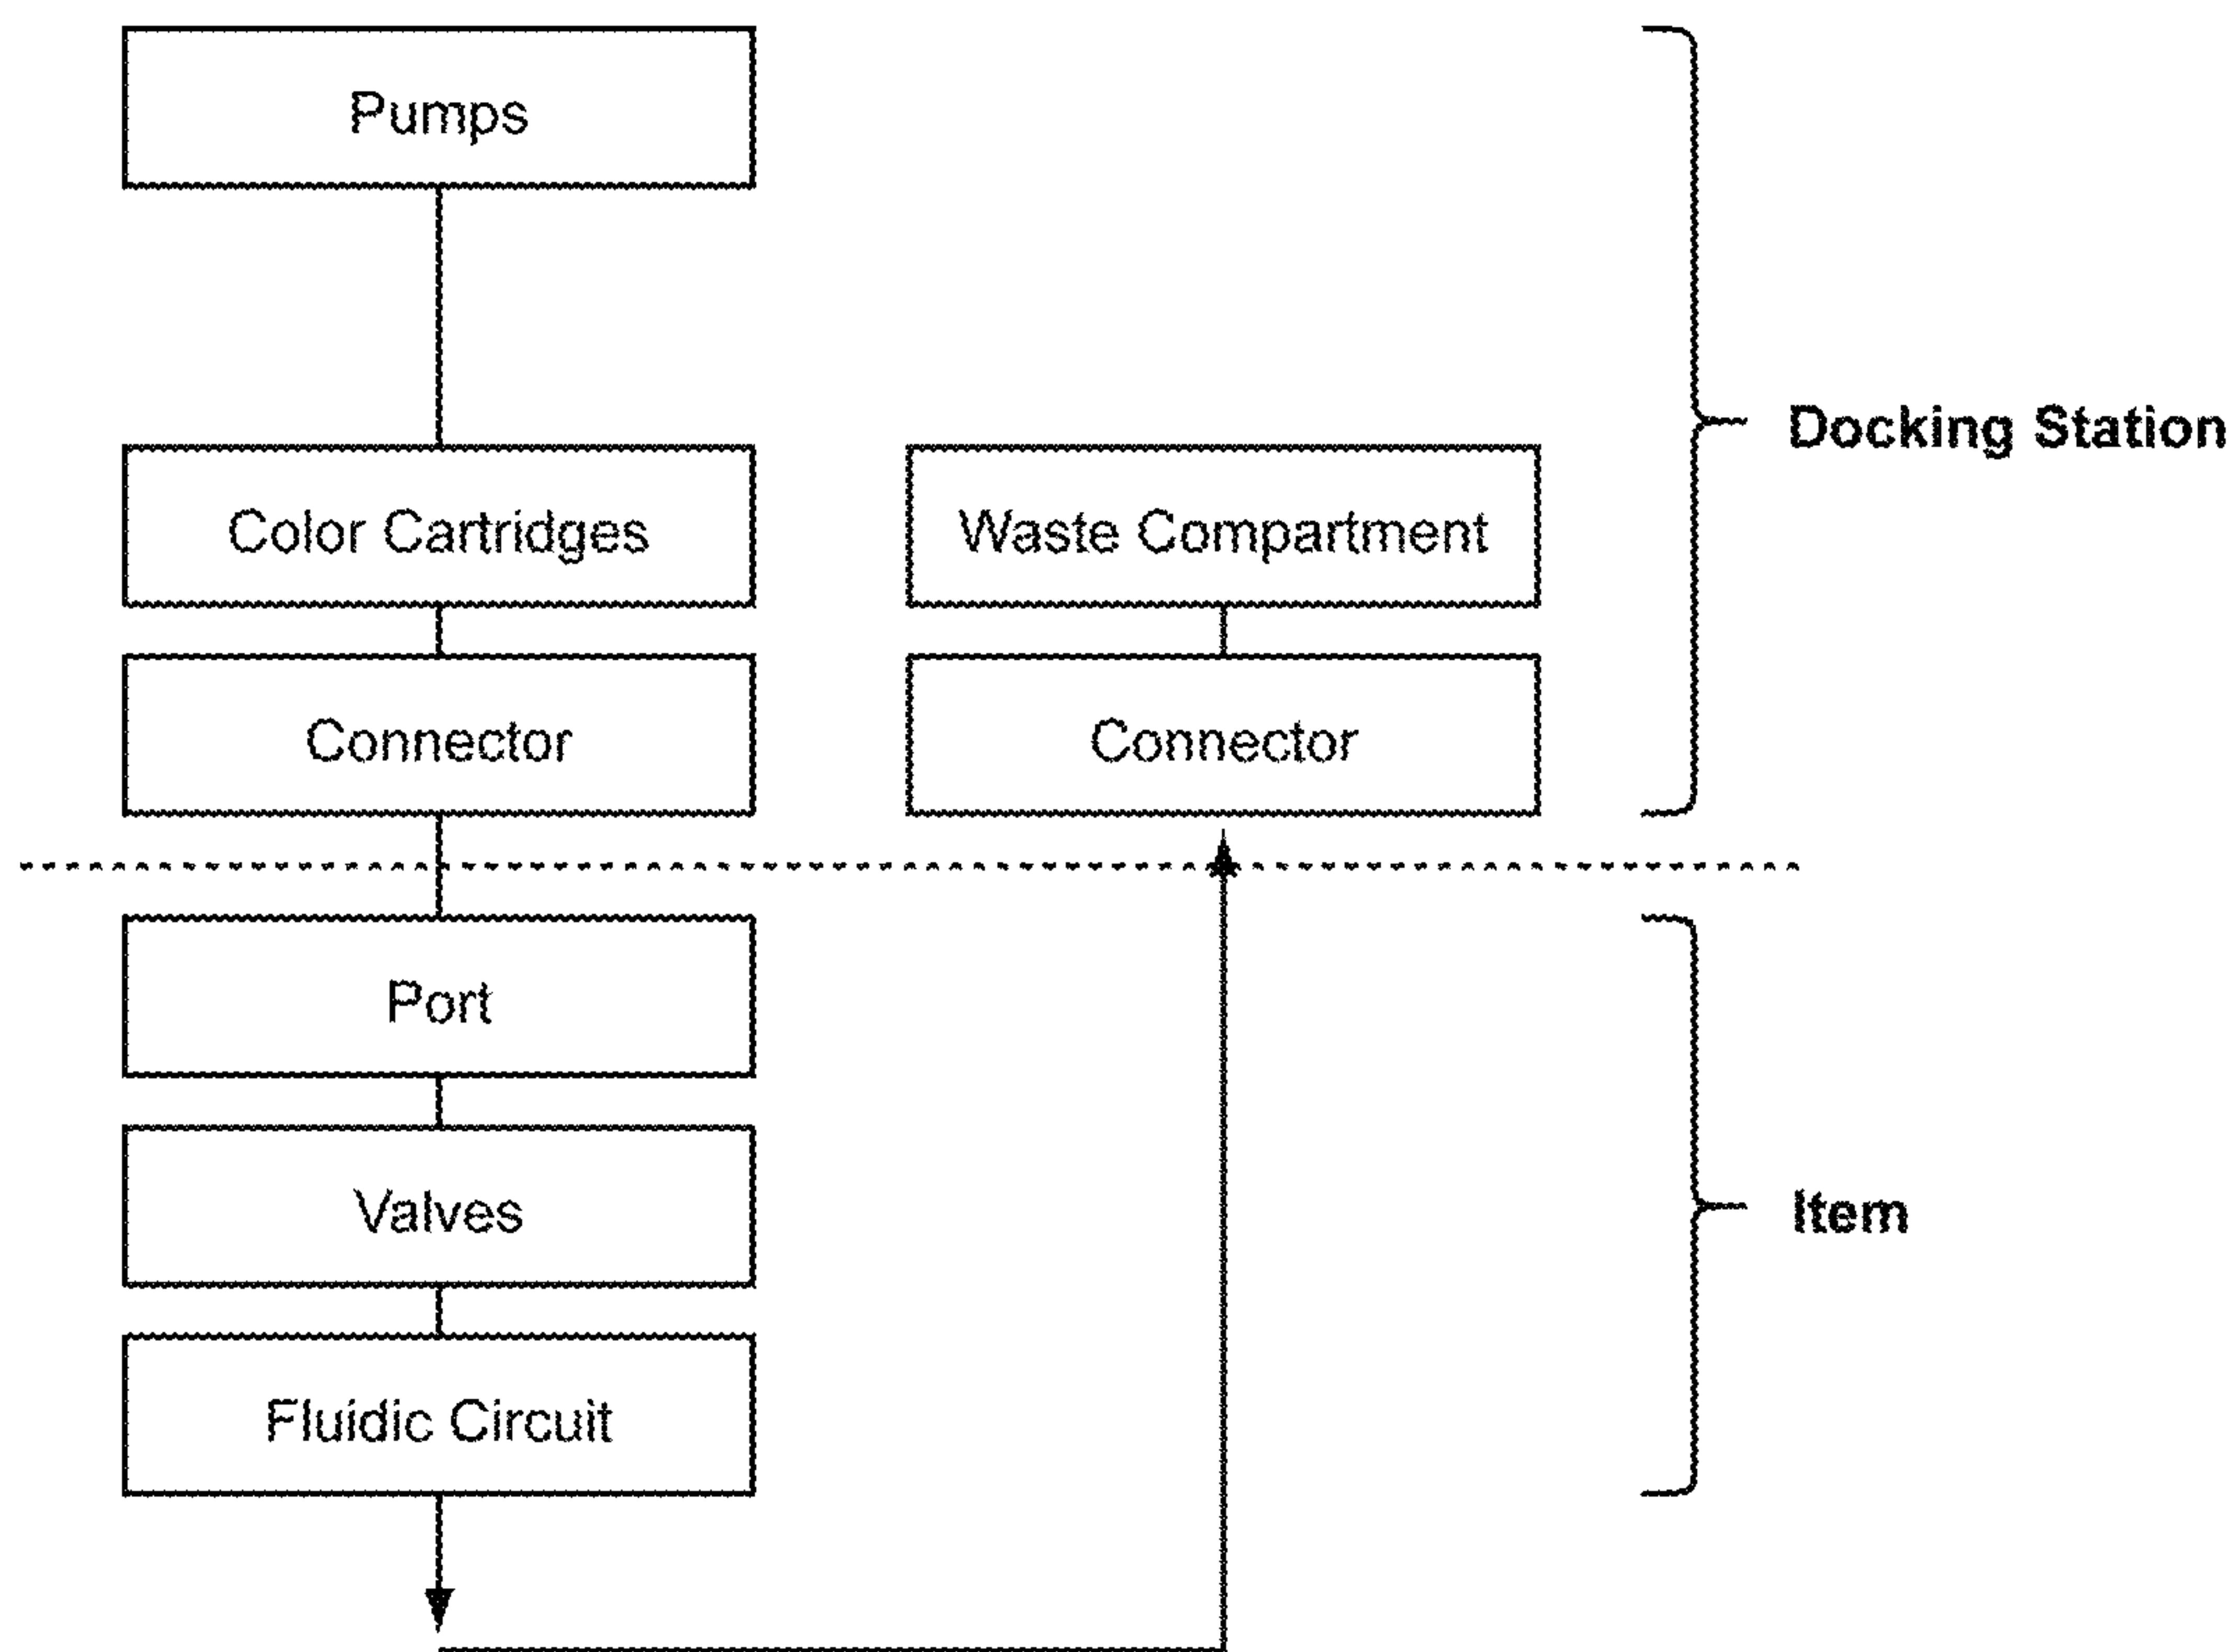 Pumps
Docking Station
Color Cartridges
Waste Compartment
Connector
Connector
Port
Valves
Item
Fluidic Circuit